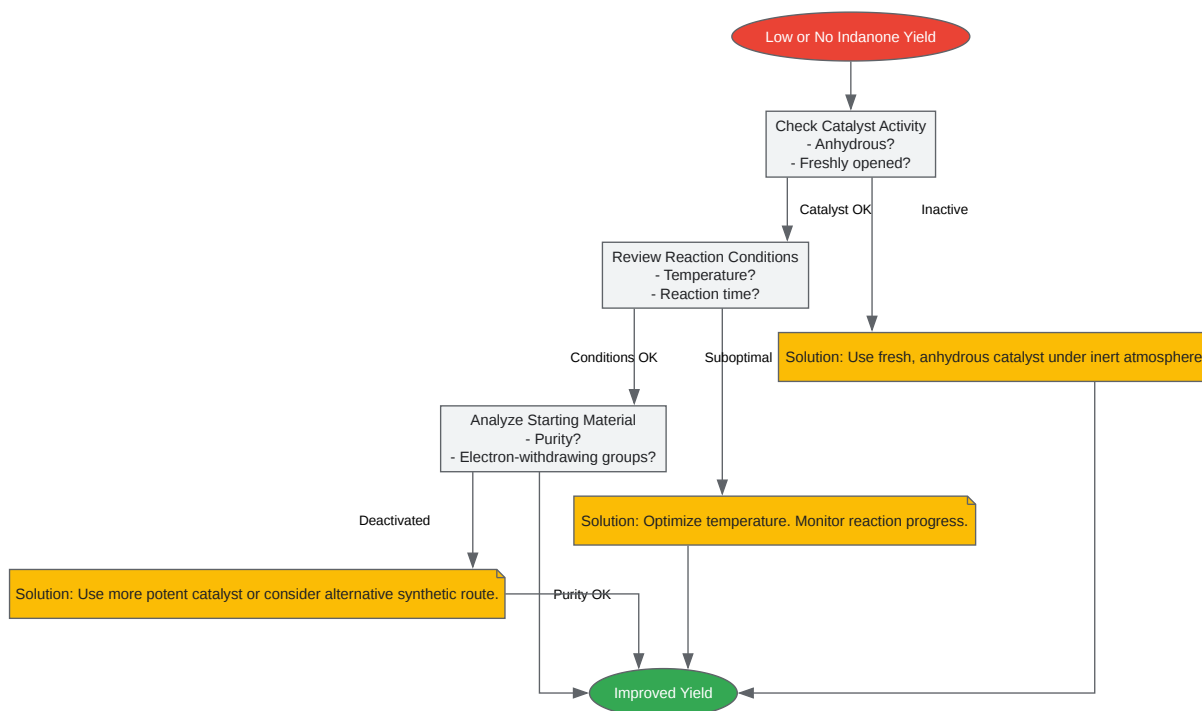 Low or No Indanone Yield
Check Catalyst Activity
- Anhydrous?
- Freshly opened?
Catalyst OK
Inactive
Review Reaction Conditions
- Temperature?
- Reaction time?
Conditions OK
Suboptimal
Solution: Use fresh, anhydrous catalyst under inert atmosphere
Analyze Starting Material
- Purity?
- Electron-withdrawing groups?
Deactivated
Solution: Optimize temperature. Monitor reaction progress.
Solution: Use more potent catalyst or consider alternative synthetic route.
Purity OK
Improved Yield